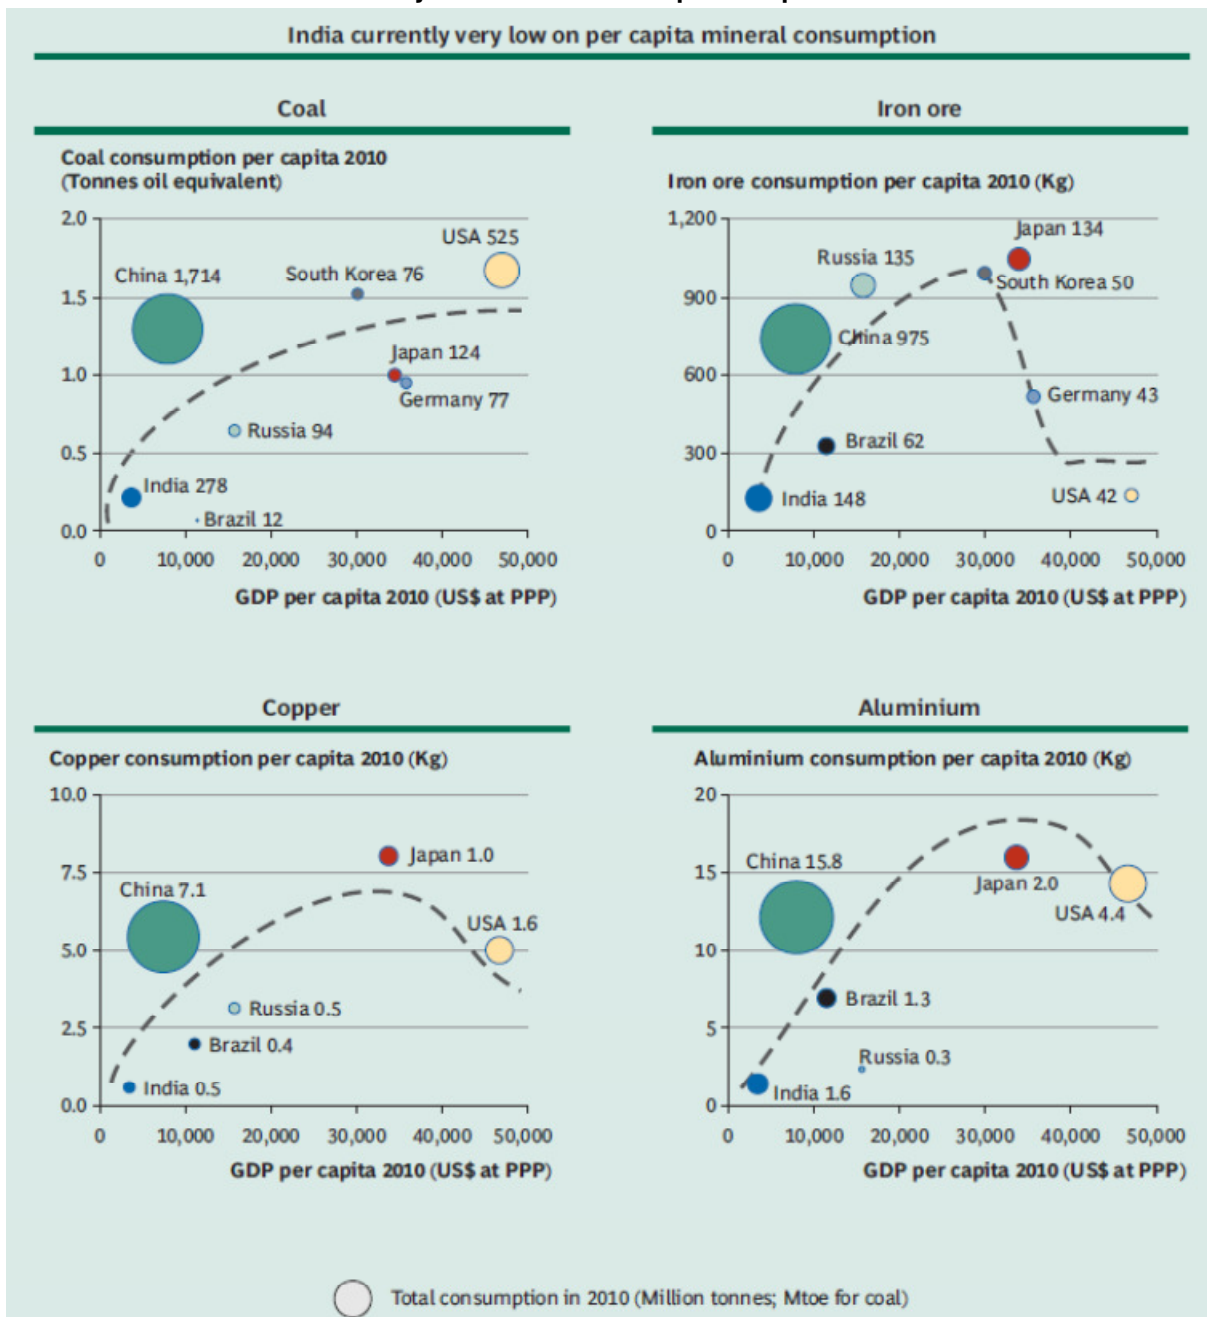 India currently very low on per capita mineral consumption
Coal
Coal consumption per capita 2010
(Tonnes oil equivalent)
2.0
1.5
1.0
0.5
0.0
USA 525
South Korea 76
China 1,714
Japan 124
Germany 77
Russia 94
India 278
Brazil 12
0
10,000
20,000
30,000
40,000
50,000
GDP per capita 2010 (US$ at PPP)
Iron ore
Iron ore consumption per capita 2010 (Kg)
1,200
900
600
300
0
Japan 134
Russia 135
South Korea 50
China 975
Germany 43
Brazil 62
USA 42
India 148
0
10,000
20,000
30,000
40,000
50,000
GDP per capita 2010 (US$ at PPP)
Copper
Copper consumption per capita 2010 (Kg)
10.0
7.5
5.0
2.5
0.0
Japan 1.0
China 7.1
USA 1.6
Russia 0.5
Brazil 0.4
India 0.5
0
10,000
20,000
30,000
40,000
50,000
GDP per capita 2010 (US$ at PPP)
Aluminium
Aluminium consumption per capita 2010 (Kg)
20
15
10
5
0
China 15.8
Japan 2.0
USA 4.4
Brazil 1.3
Russia 0.3
India 1.6
0
10,000
20,000
30,000
40,000
50,000
GDP per capita 2010 (US$ at PPP)
Total consumption in 2010 (Million tonnes; Mtoe for coal)